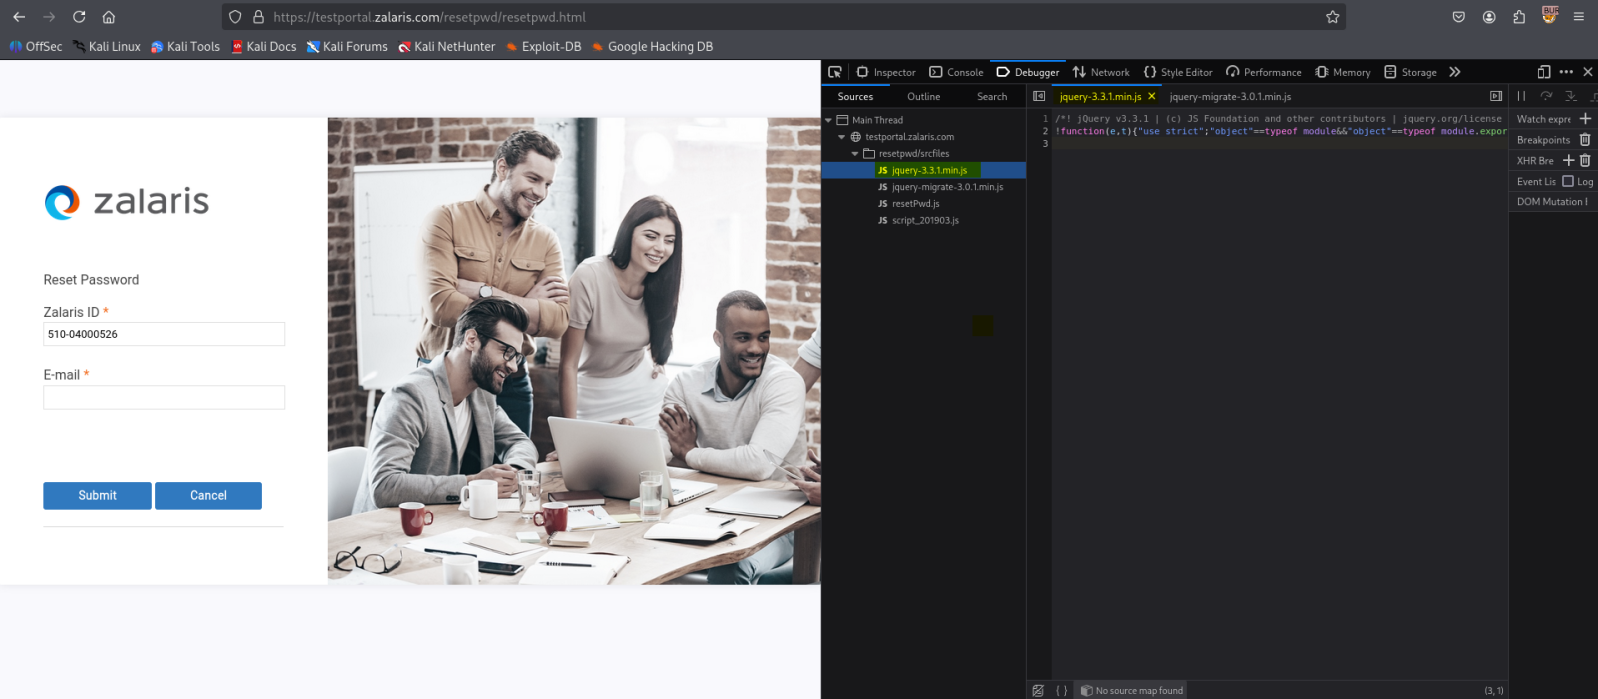 https://testportal.zalaris.com/resetpwd/resetpwd.html
BUR
OffSec Kali Linux Kali Tools Kali Docs Kali Forums Kali NetHunter Exploit-DB Google Hacking DB
Inspector Console Debugger Network Style Editor Performance Memory Storage
Sources Outline Search jquery-3.3.1.min.js jquery-migrate-3.0.1.min.js
Main Thread
testportal.zalaris.com
resetpwd/srcfiles
JS jquery-3.3.1.min.js
JS jquery-migrate-3.0.1.min.js
JS resetPwd.js
JS script_201903.js
1 /*! jQuery v3.3.1 | (c) JS Foundation and other contributors | jquery.org/license
2 !function(e,t){"use strict";"object"==typeof module&&"object"==typeof module.expor
3
Watch expre
Breakpoints
XHR Bre
Event Lis Log
DOM Mutation
zalaris
Reset Password
Zalaris ID *
510-04000526
E-mail *
Submit Cancel
{ } No source map found (3, 1)